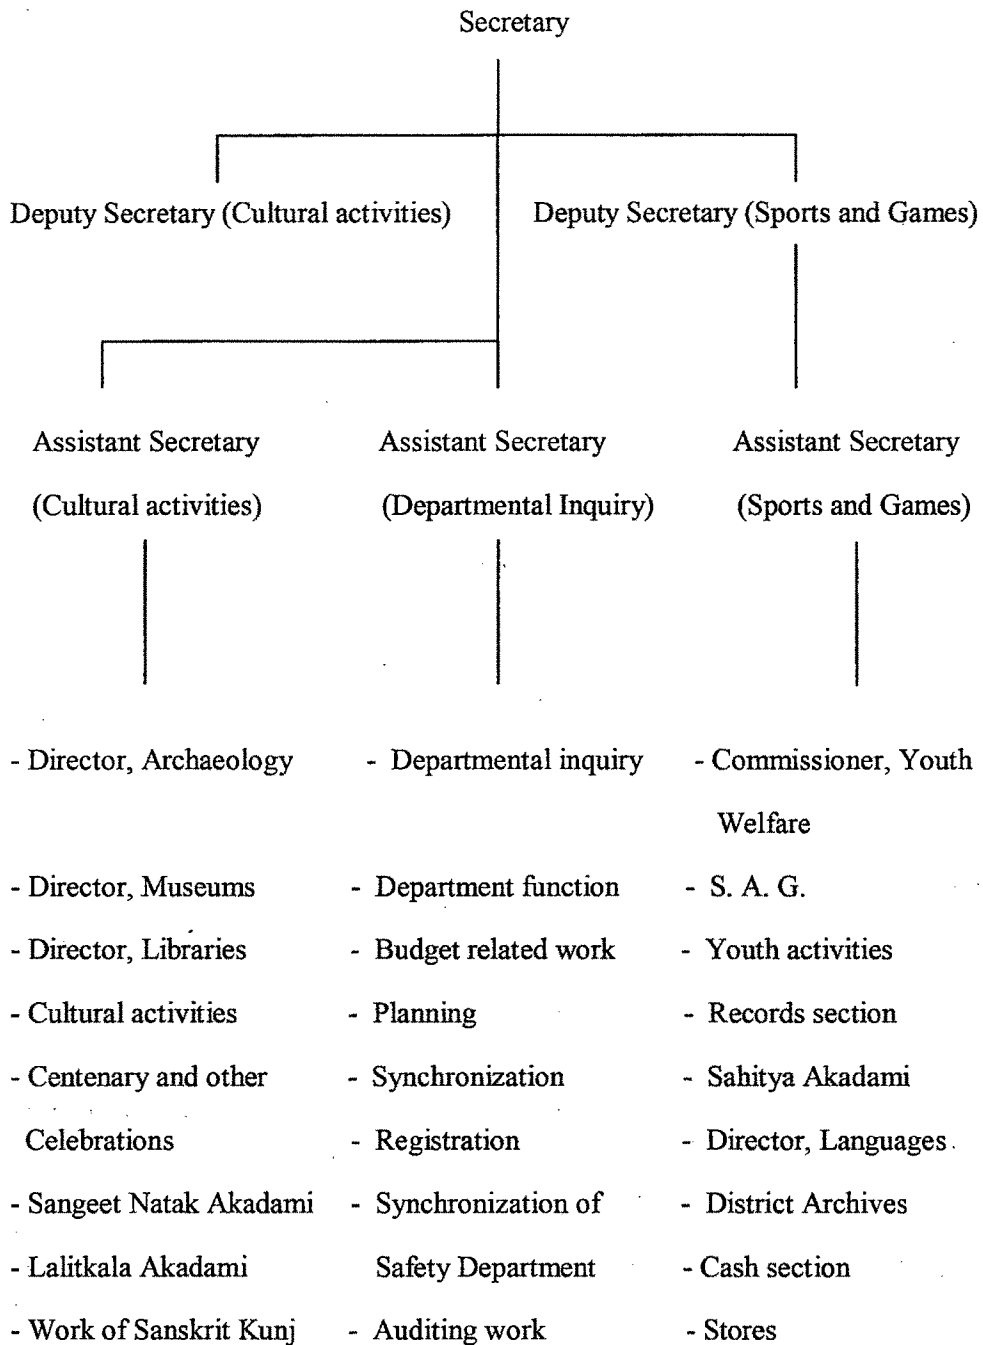 Secretary
Deputy Secretary (Cultural activities)
Deputy Secretary (Sports and Games)
Assistant Secretary
(Cultural activities)
Assistant Secretary
(Departmental Inquiry)
Assistant Secretary
(Sports and Games)
- Director, Archaeology
- Director, Museums
- Director, Libraries
- Cultural activities
- Centenary and other
Celebrations
- Sangeet Natak Akadami
- Lalitkala Akadami
- Work of Sanskrit Kunj
- Departmental inquiry
- Department function
- Budget related work
- Planning
- Synchronization
- Registration
- Synchronization of
Safety Department
- Auditing work
- Commissioner, Youth
Welfare
- S. A. G.
- Youth activities
- Records section
- Sahitya Akadami
- Director, Languages
- District Archives
- Cash section
- Stores